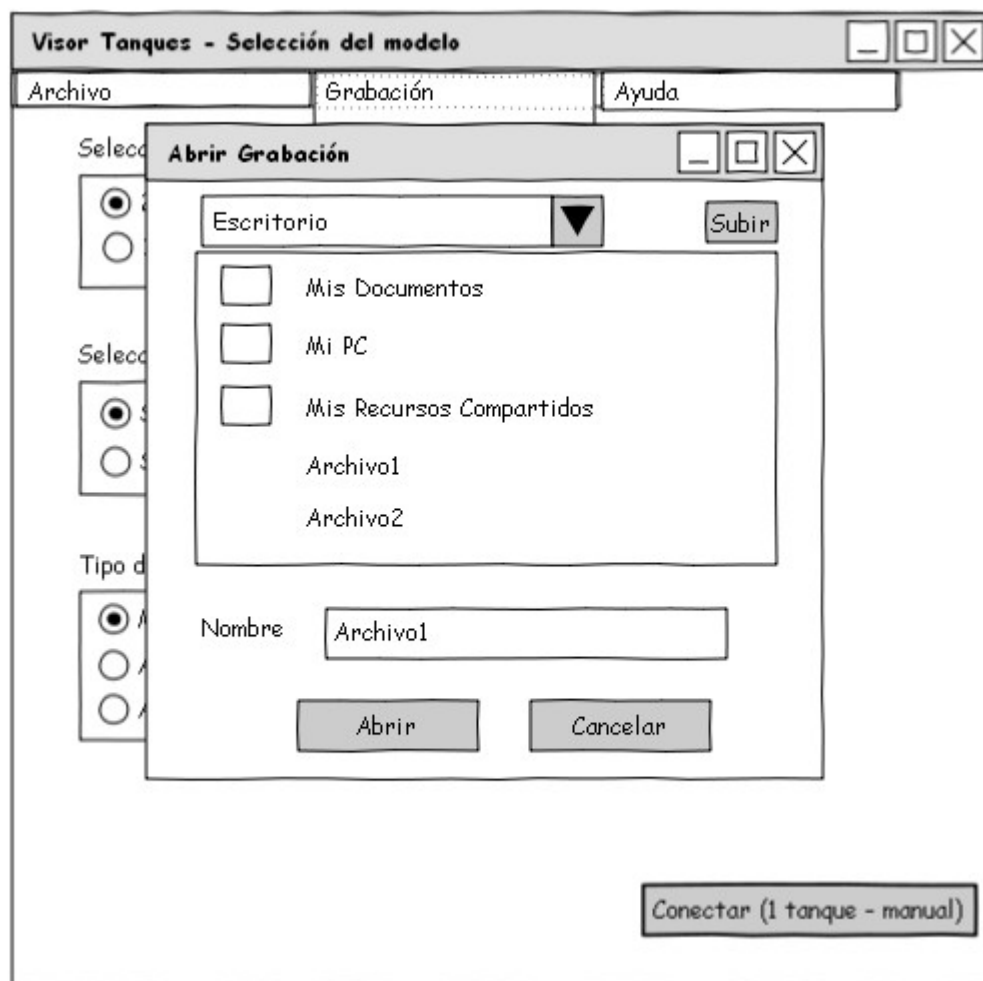 Visor Tanques - Selección del modelo
Archivo Grabación Ayuda
Abrir Grabación
Escritorio Subir
Mis Documentos
Mi PC
Mis Recursos Compartidos
Archivo1
Archivo2
Tipo
Nombre Archivo1
Abrir Cancelar
Conectar (1 tanque - manual)